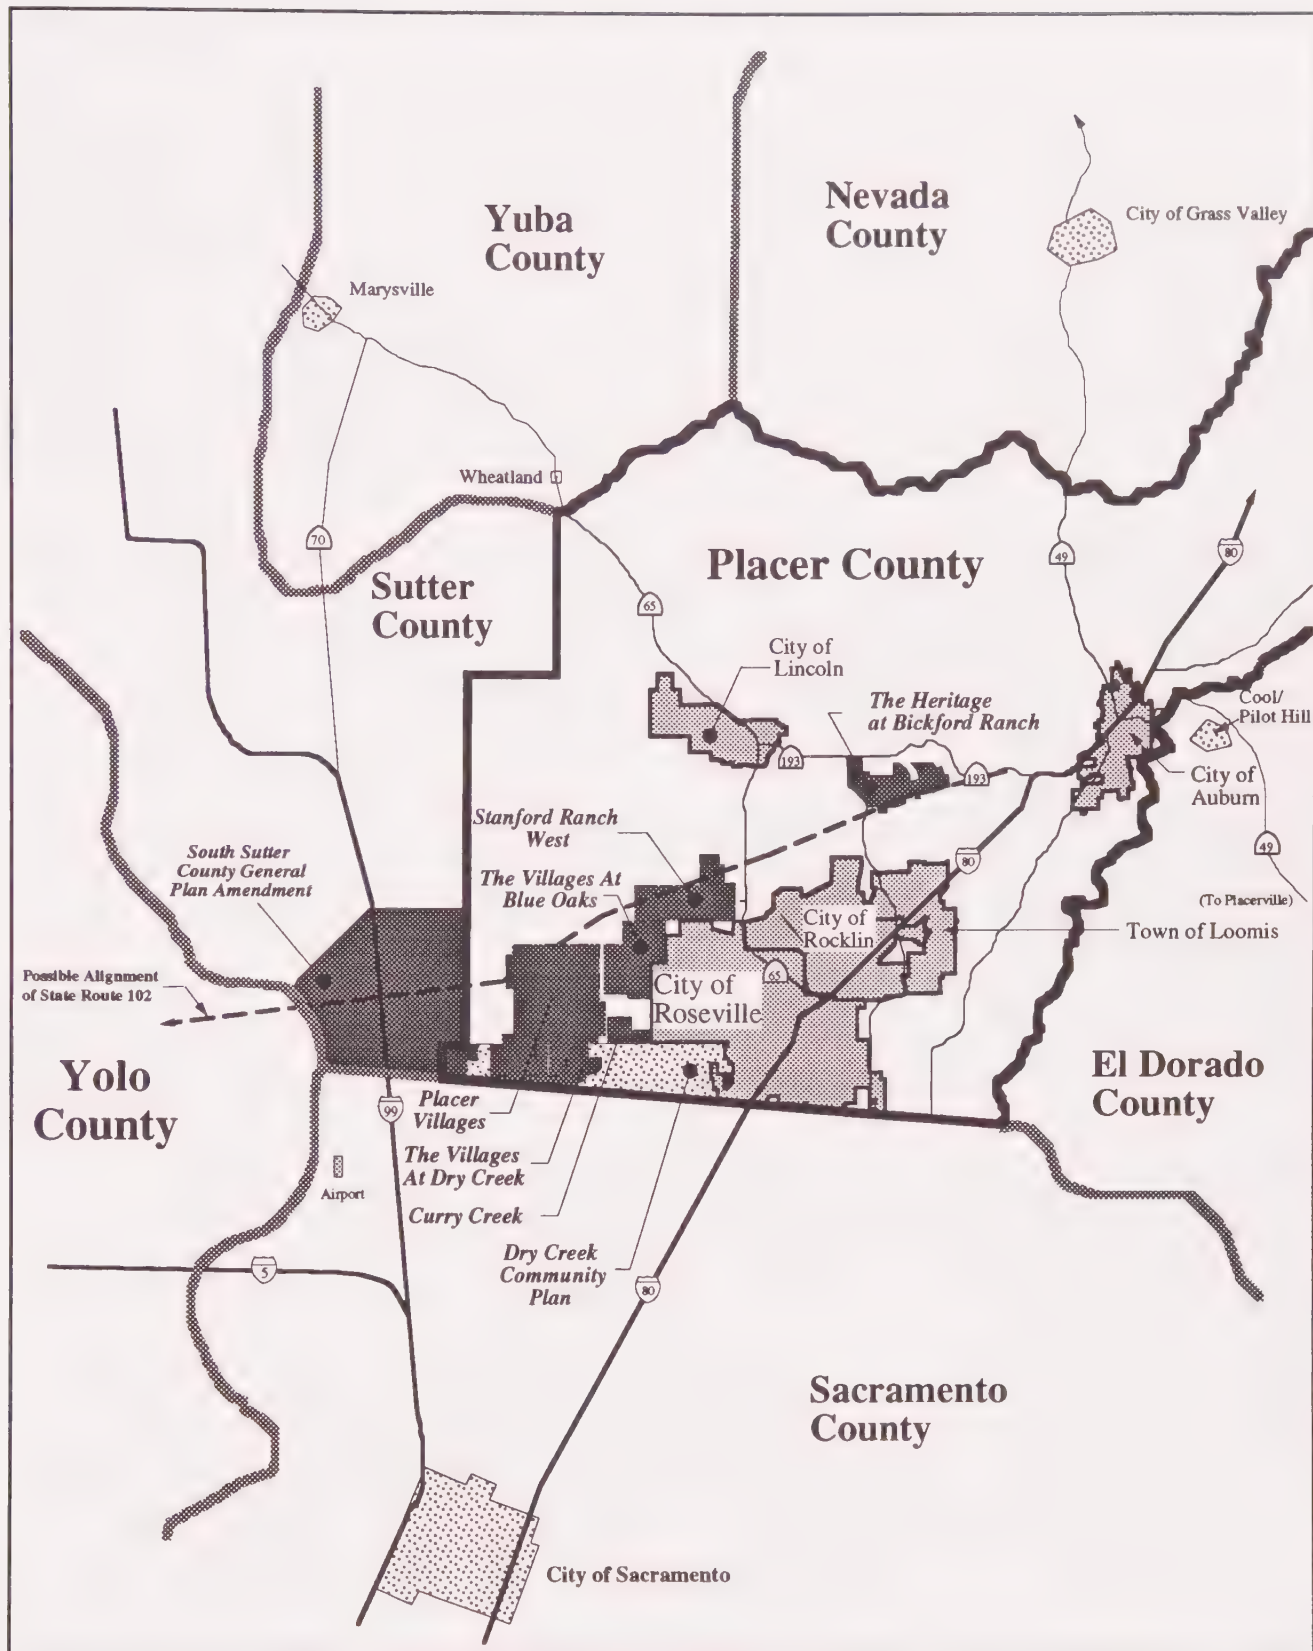 Nevada
County
City of Grass Valley
Yuba
County
Marysville
Wheatland
70
Placer County
49
80
Sutter
County
65
City of
Lincoln
The Heritage
at Bickford Ranch
Cool/
Pilot Hill
193
193
City of
Auburn
Stanford Ranch
West
South Sutter
County General
Plan Amendment
The Villages At
Blue Oaks
80
49
(To Placerville)
City of
Rocklin
Town of Loomis
Possible Alignment
of State Route 102
65
City of
Roseville
Yolo
County
El Dorado
County
99
Placer
Villages
The Villages
At Dry Creek
Airport
Curry Creek
Dry Creek
Community
Plan
5
80
Sacramento
County
City of Sacramento